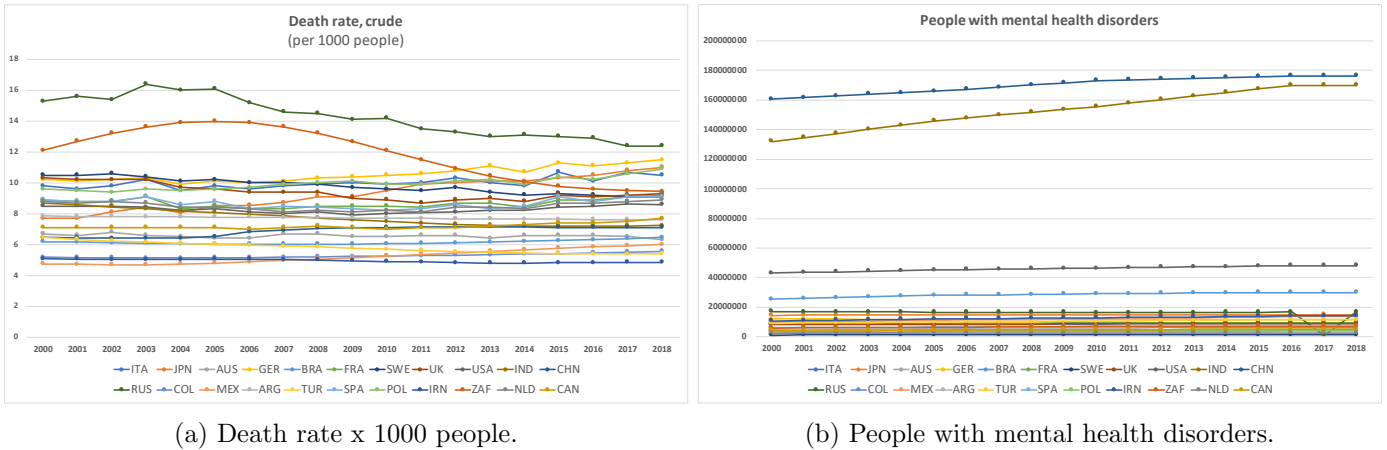 Death rate, crude
(per 1000 people)
18
16
14
12
10
8
6
4
2
0
2000 2001 2002 2003 2004 2005 2006 2007 2008 2009 2010 2011 2012 2013 2014 2015 2016 2017 2018
ITA JPN AUS GER BRA FRA SWE UK USA IND CHN
RUS COL MEX ARG TUR SPA POL IRN ZAF NLD CAN
(a) Death rate x 1000 people.
People with mental health disorders
200000000
180000000
160000000
140000000
120000000
100000000
80000000
60000000
40000000
20000000
0
2000 2001 2002 2003 2004 2005 2006 2007 2008 2009 2010 2011 2012 2013 2014 2015 2016 2017 2018
ITA JPN AUS GER BRA FRA SWE UK USA IND CHN
RUS COL MEX ARG TUR SPA POL IRN ZAF NLD CAN
(b) People with mental health disorders.